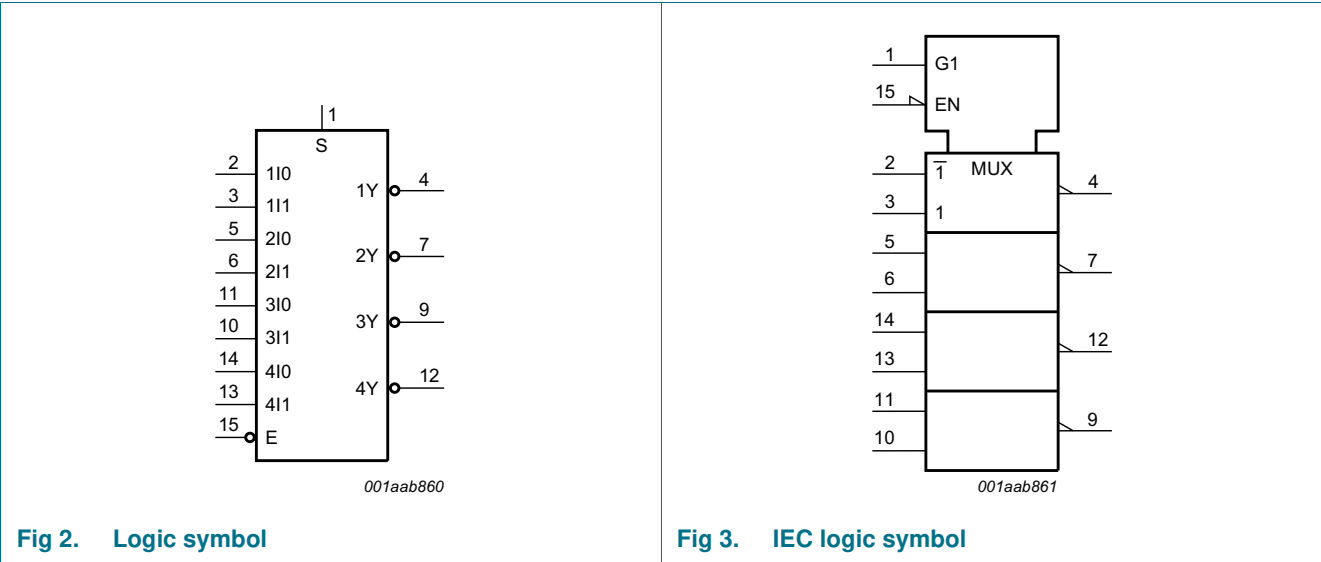 1
S
2 1I0
1Y 4
3 1I1
5 2I0
2Y 7
6 2I1
11 3I0
3Y 9
10 3I1
14 4I0
4Y 12
13 4I1
15 E
001aab860
Fig 2. Logic symbol
1 G1
15 EN
2 1̅ MUX
4
3 1
5
7
6
14
12
13
11
9
10
001aab861
Fig 3. IEC logic symbol